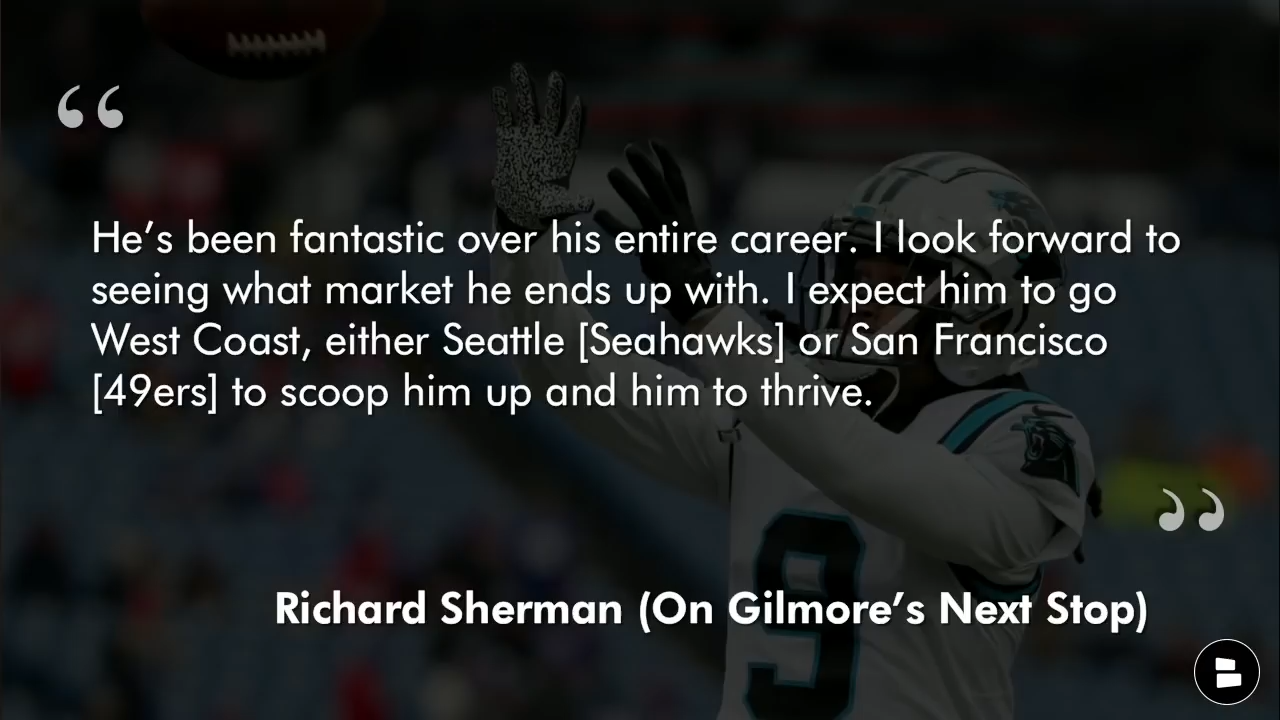 “
He’s been fantastic over his entire career. I look forward to
seeing what market he ends up with. I expect him to go
West Coast, either Seattle [Seahawks] or San Francisco
[49ers] to scoop him up and him to thrive.
”
Richard Sherman (On Gilmore’s Next Stop)
9
B